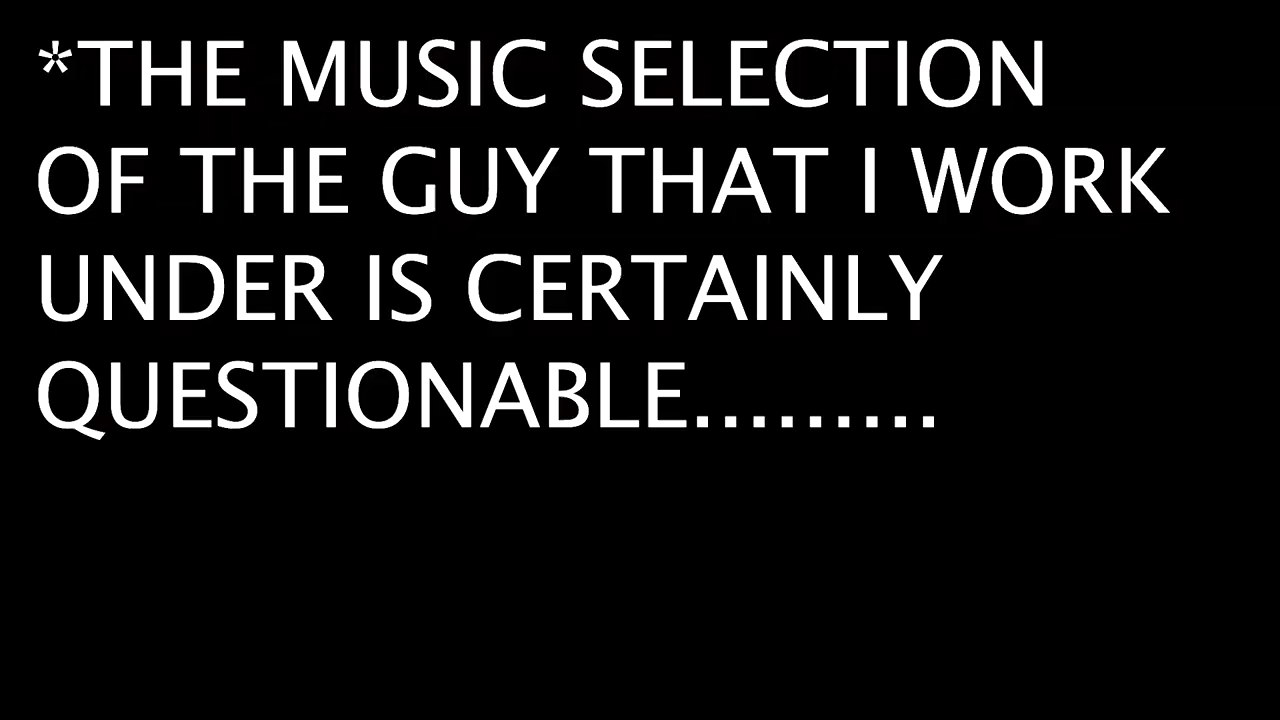 *THE MUSIC SELECTION
OF THE GUY THAT I WORK
UNDER IS CERTAINLY
QUESTIONABLE.........